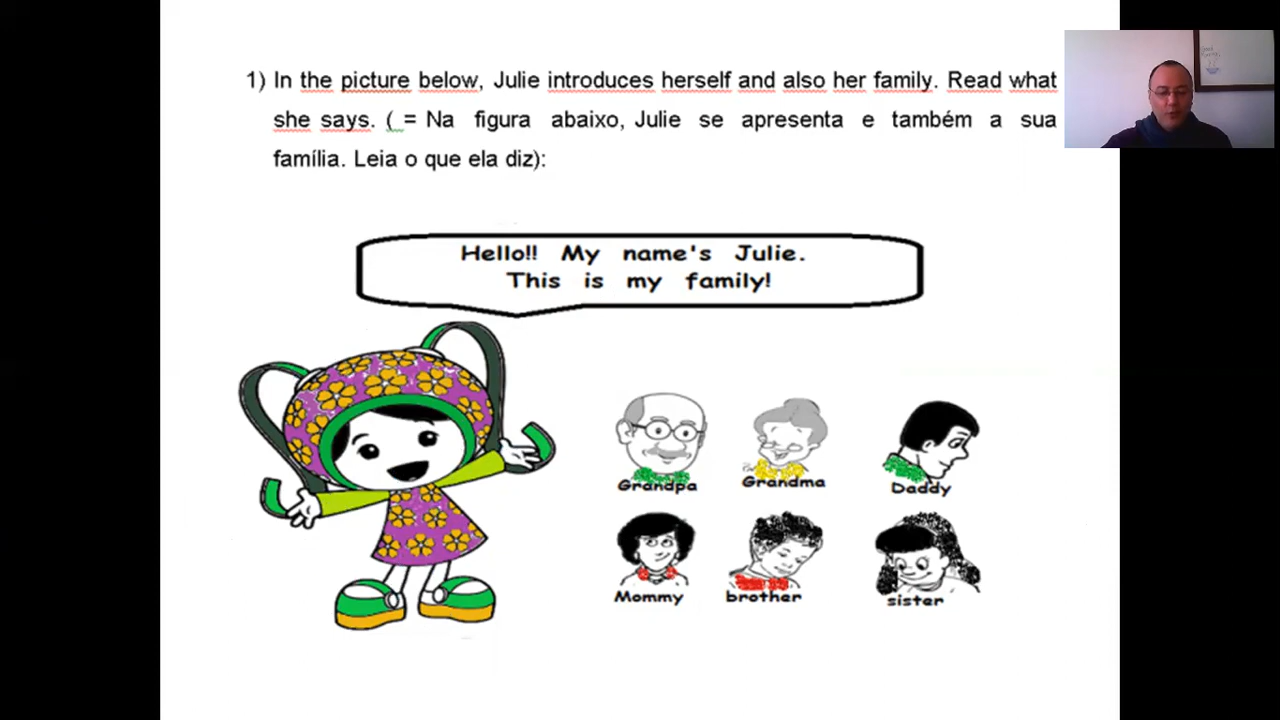 1) In the picture below, Julie introduces herself and also her family. Read what
she says. ( = Na figura abaixo, Julie se apresenta e também a sua
família. Leia o que ela diz):
Hello!! My name's Julie.
This is my family!
Grandpa Grandma Daddy
Mommy brother sister